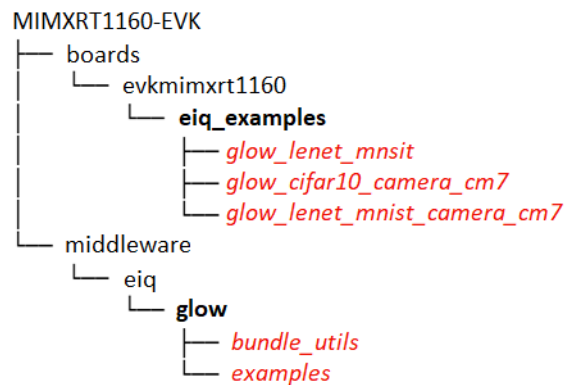 MIMXRT1160-EVK
boards
evkmimxrt1160
eiq_examples
glow_lenet_mnsit
glow_cifar10_camera_cm7
glow_lenet_mnist_camera_cm7
middleware
eiq
glow
bundle_utils
examples